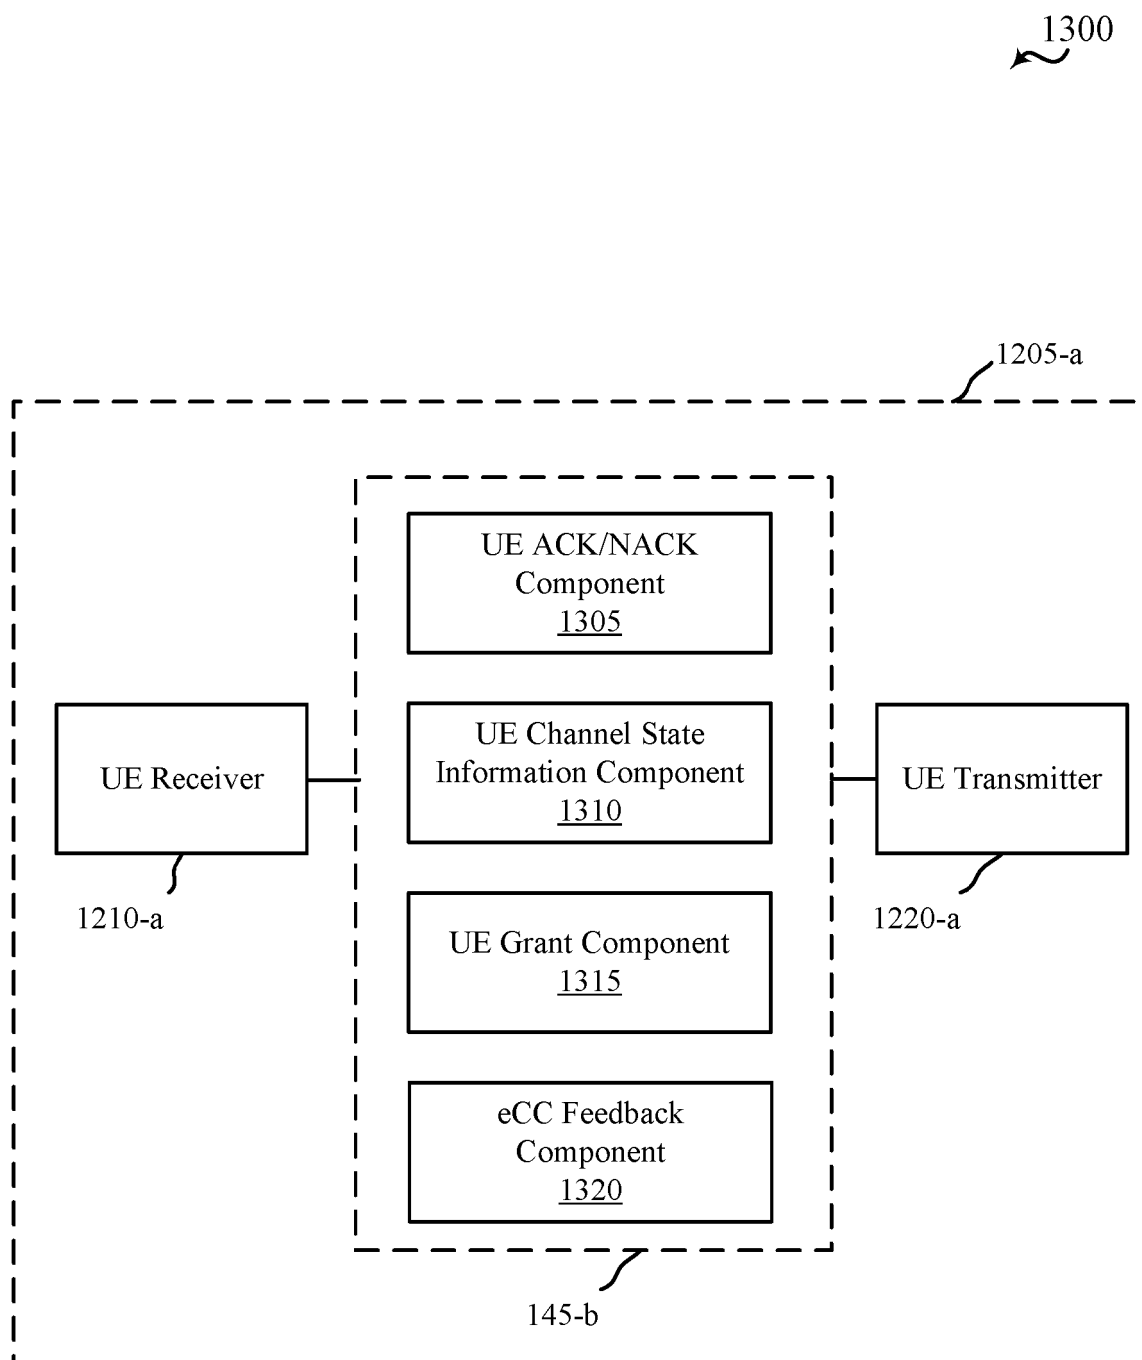 1300
1205-a
UE ACK/NACK
Component
1305
UE Receiver
1210-a
UE Channel State
Information Component
1310
UE Transmitter
1220-a
UE Grant Component
1315
eCC Feedback
Component
1320
145-b